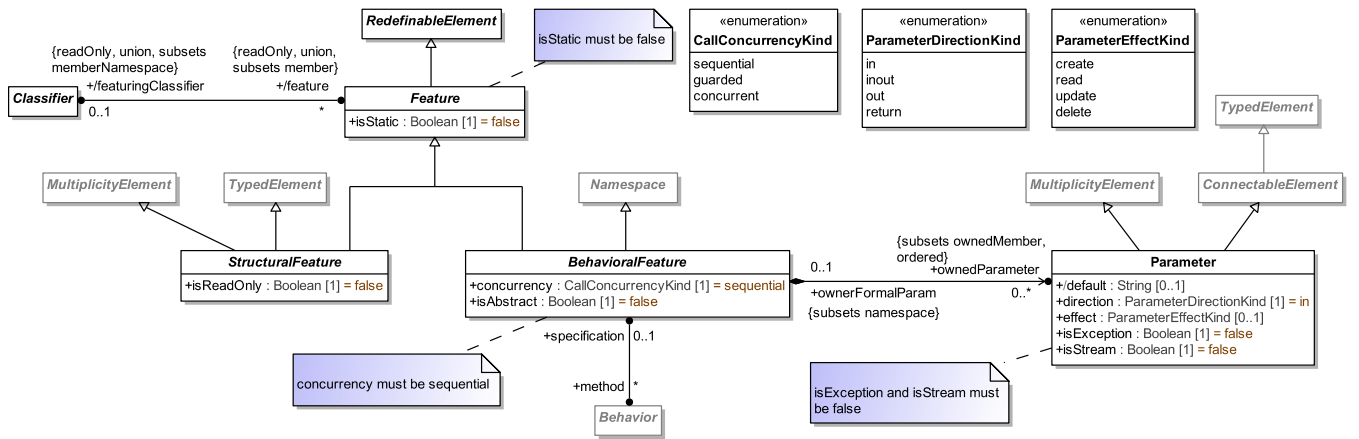 RedefinableElement
isStatic must be false
«enumeration»
CallConcurrencyKind
sequential
guarded
concurrent
«enumeration»
ParameterDirectionKind
in
inout
out
return
«enumeration»
ParameterEffectKind
create
read
update
delete
{readOnly, union, subsets
memberNamespace}
+/featuringClassifier
0..1
{readOnly, union,
subsets member}
+/feature
*
Classifier
Feature
+isStatic : Boolean [1] = false
TypedElement
MultiplicityElement
TypedElement
Namespace
MultiplicityElement
ConnectableElement
StructuralFeature
+isReadOnly : Boolean [1] = false
BehavioralFeature
+concurrency : CallConcurrencyKind [1] = sequential
+isAbstract : Boolean [1] = false
0..1
+ownerFormalParam
{subsets namespace}
{subsets ownedMember,
ordered}
+ownedParameter
0..*
Parameter
+/default : String [0..1]
+direction : ParameterDirectionKind [1] = in
+effect : ParameterEffectKind [0..1]
+isException : Boolean [1] = false
+isStream : Boolean [1] = false
concurrency must be sequential
+specification
0..1
+method
*
Behavior
isException and isStream must
be false